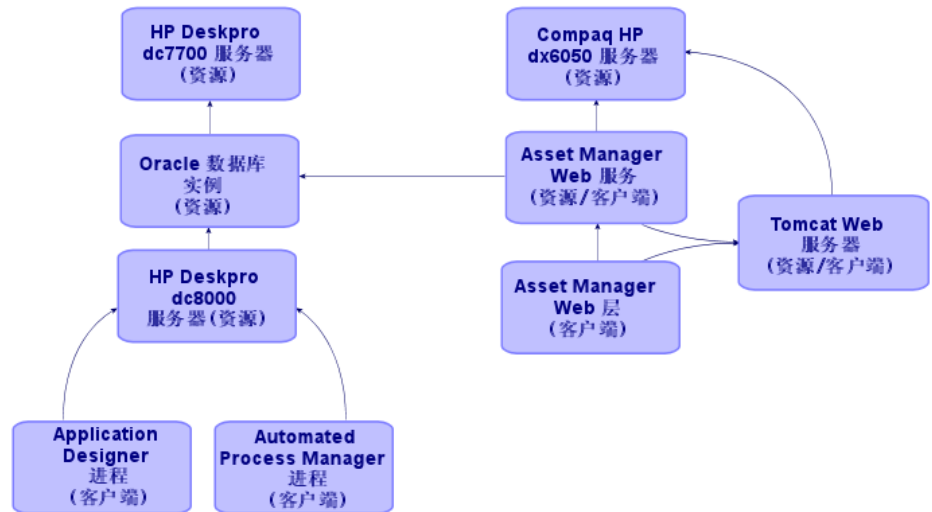 HP Deskpro
dc7700 服务器
(资源)
Compaq HP
dx6050 服务器
(资源)
Oracle 数据库
实例
(资源)
Asset Manager
Web 服务
(资源/客户端)
Tomcat Web
服务器
(资源/客户端)
HP Deskpro
dc8000
服务器(资源)
Asset Manager
Web 层
(客户端)
Application
Designer
进程
(客户端)
Automated
Process Manager
进程
(客户端)